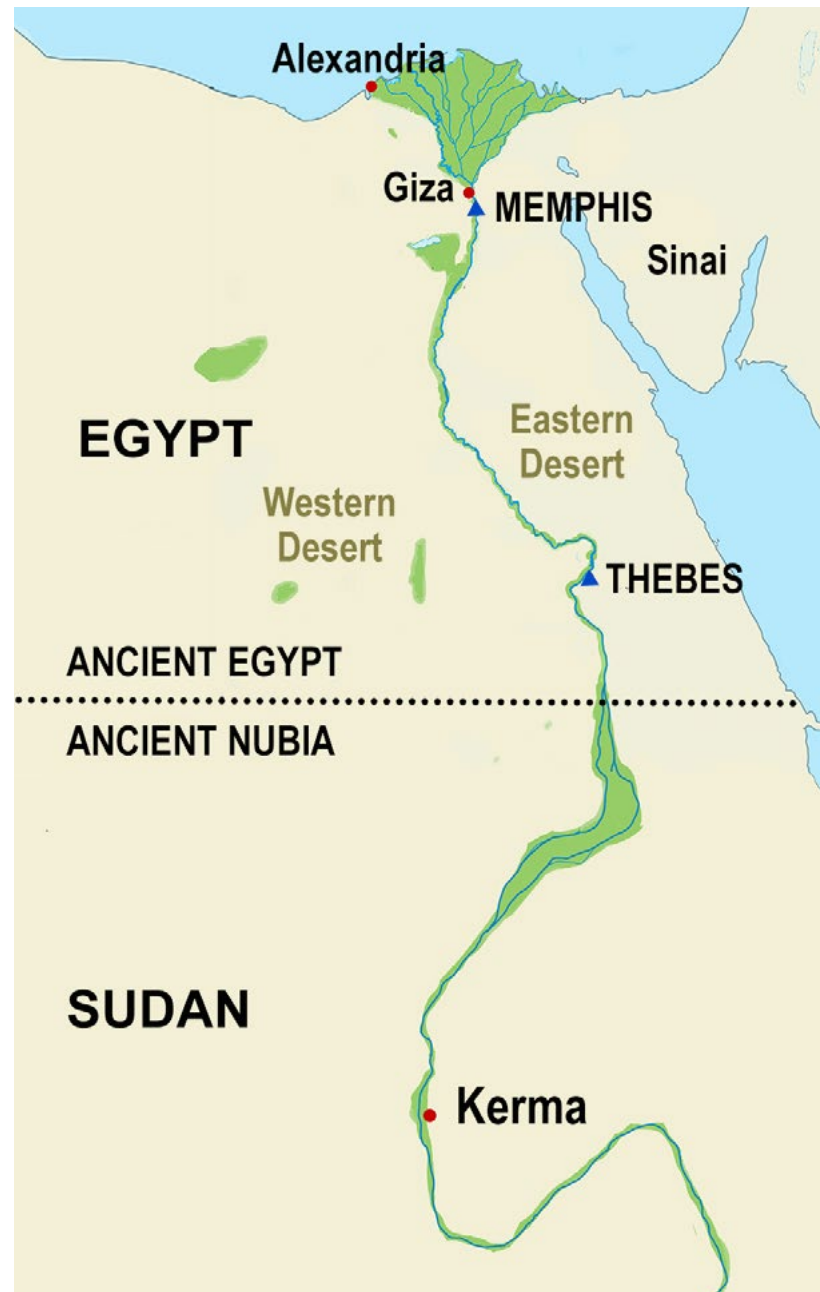 Alexandria
Giza
MEMPHIS
Sinai
EGYPT
Eastern
Desert
Western
Desert
THEBES
ANCIENT EGYPT
ANCIENT NUBIA
SUDAN
Kerma